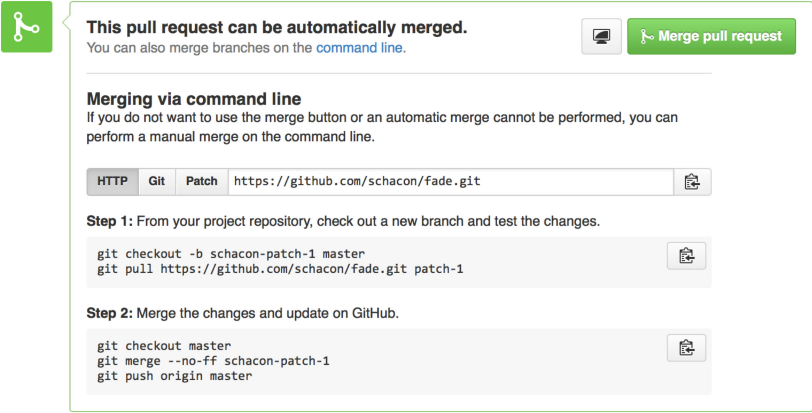 This pull request can be automatically merged.
You can also merge branches on the command line.
Merge pull request
Merging via command line
If you do not want to use the merge button or an automatic merge cannot be performed, you can
perform a manual merge on the command line.
HTTP Git Patch https://github.com/schacon/fade.git
Step 1: From your project repository, check out a new branch and test the changes.
git checkout -b schacon-patch-1 master
git pull https://github.com/schacon/fade.git patch-1
Step 2: Merge the changes and update on GitHub.
git checkout master
git merge --no-ff schacon-patch-1
git push origin master